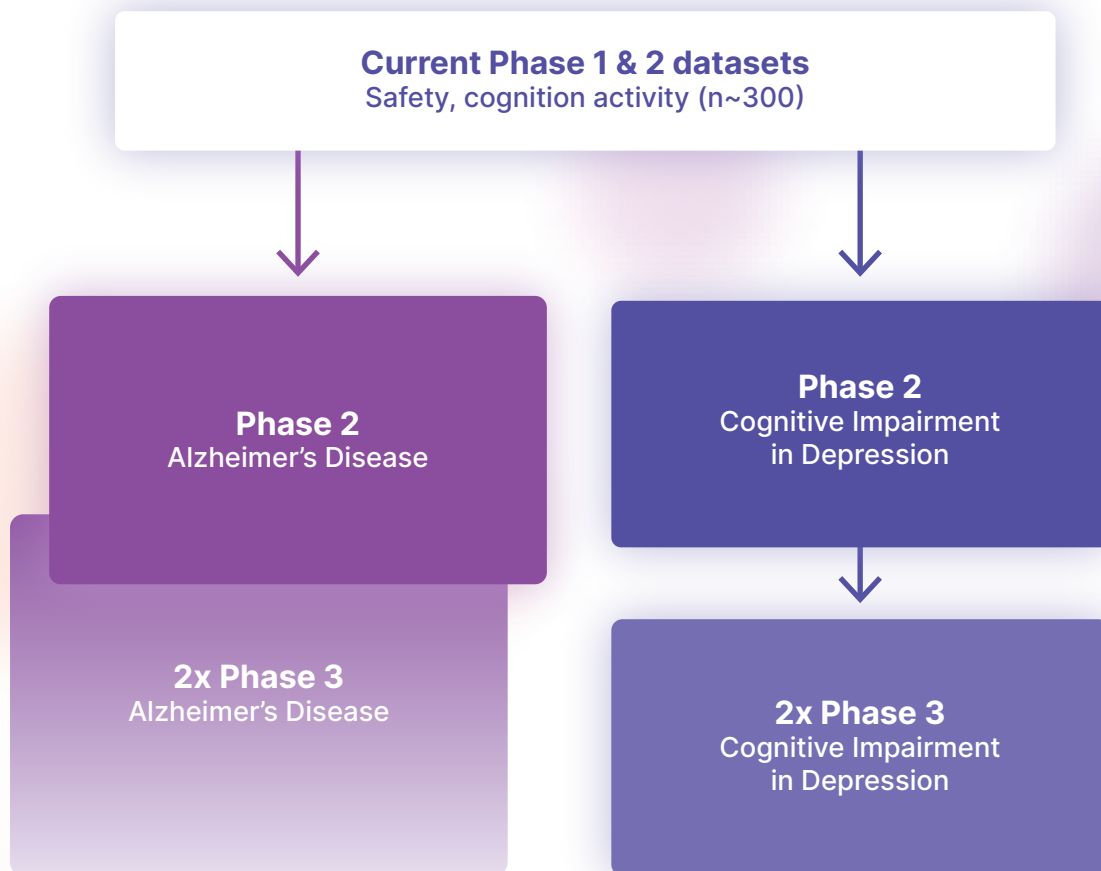 Current Phase 1 & 2 datasets
Safety, cognition activity (n~300)
Phase 2
Alzheimer’s Disease
2x Phase 3
Alzheimer’s Disease
Phase 2
Cognitive Impairment
in Depression
2x Phase 3
Cognitive Impairment
in Depression